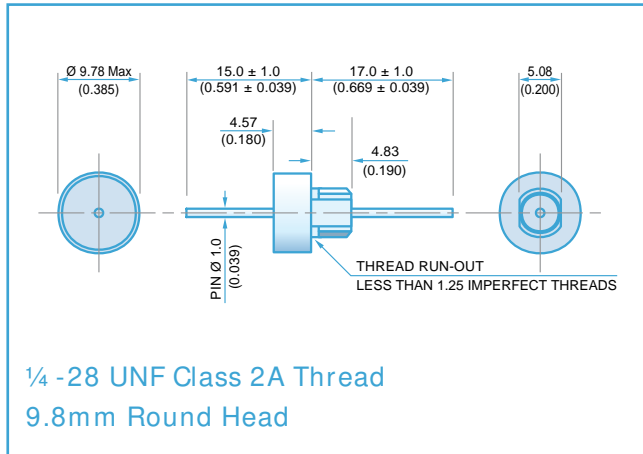 Ø 9.78 Max
(0.385)
15.0 ± 1.0
(0.591 ± 0.039)
17.0 ± 1.0
(0.669 ± 0.039)
5.08
(0.200)
4.57
(0.180)
4.83
(0.190)
PIN Ø 1.0
(0.039)
THREAD RUN-OUT
LESS THAN 1.25 IMPERFECT THREADS
¼ -28 UNF Class 2A Thread
9.8mm Round Head